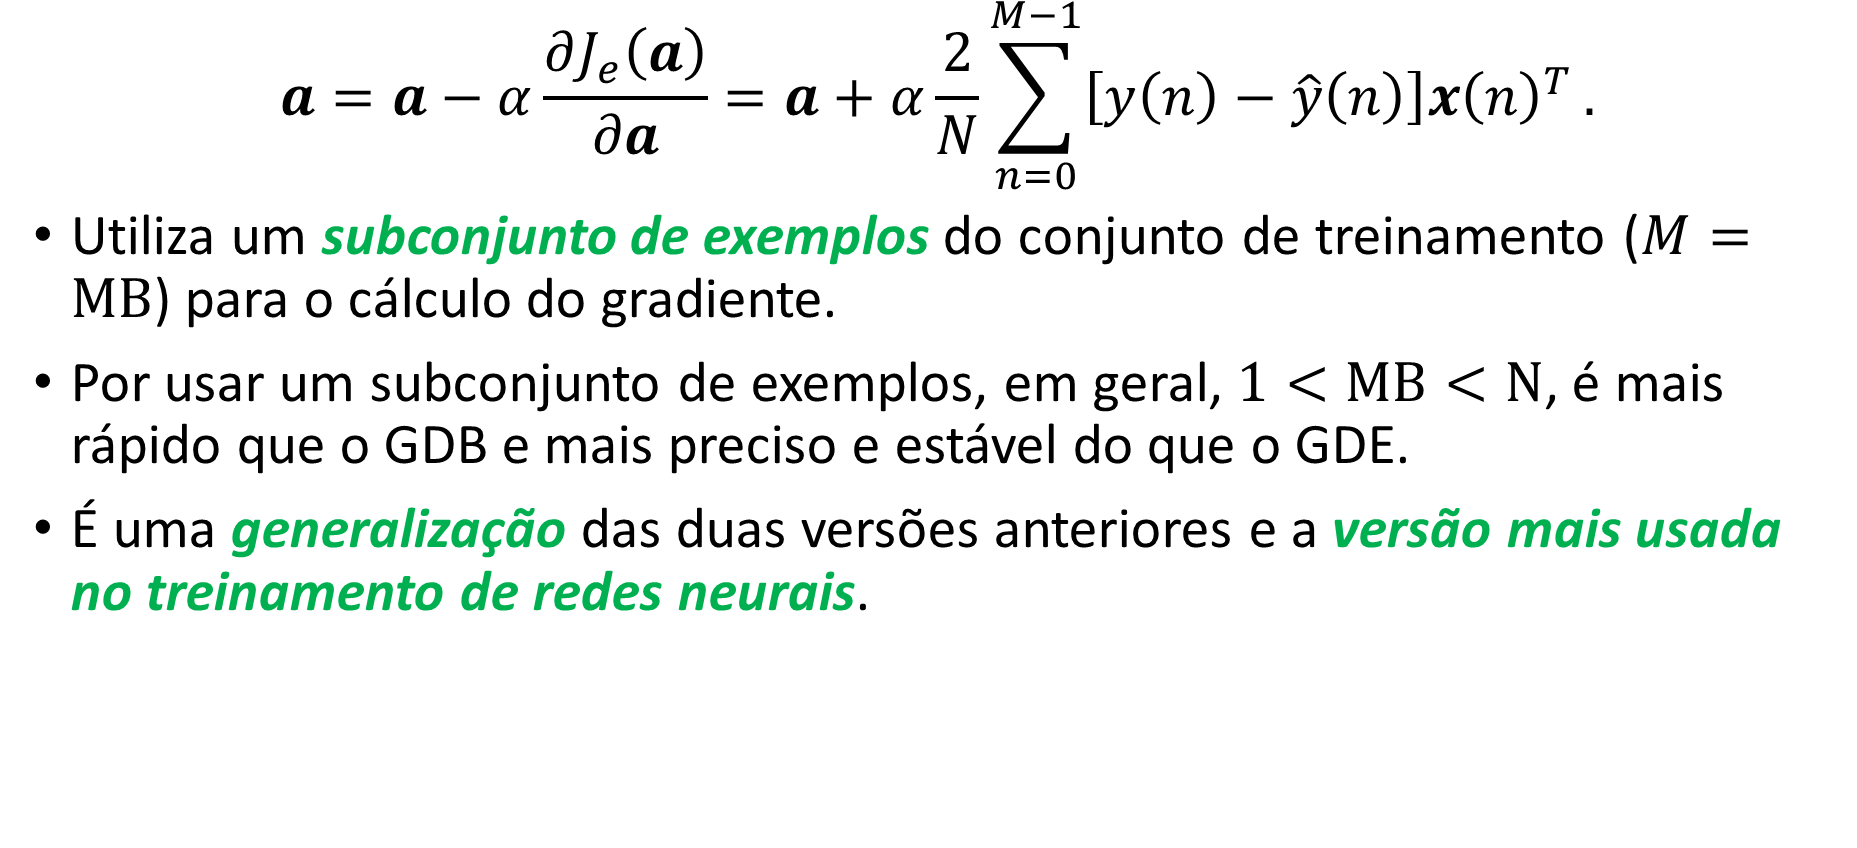 𝒂 = 𝒂 − α ∂J_e(𝒂)/∂𝒂 = 𝒂 + α 2/N ∑_{n=0}^{M−1} [y(n) − ŷ(n)]𝒙(n)^T .
• Utiliza um subconjunto de exemplos do conjunto de treinamento (M =
MB) para o cálculo do gradiente.
• Por usar um subconjunto de exemplos, em geral, 1 < MB < N, é mais
rápido que o GDB e mais preciso e estável do que o GDE.
• É uma generalização das duas versões anteriores e a versão mais usada
no treinamento de redes neurais.